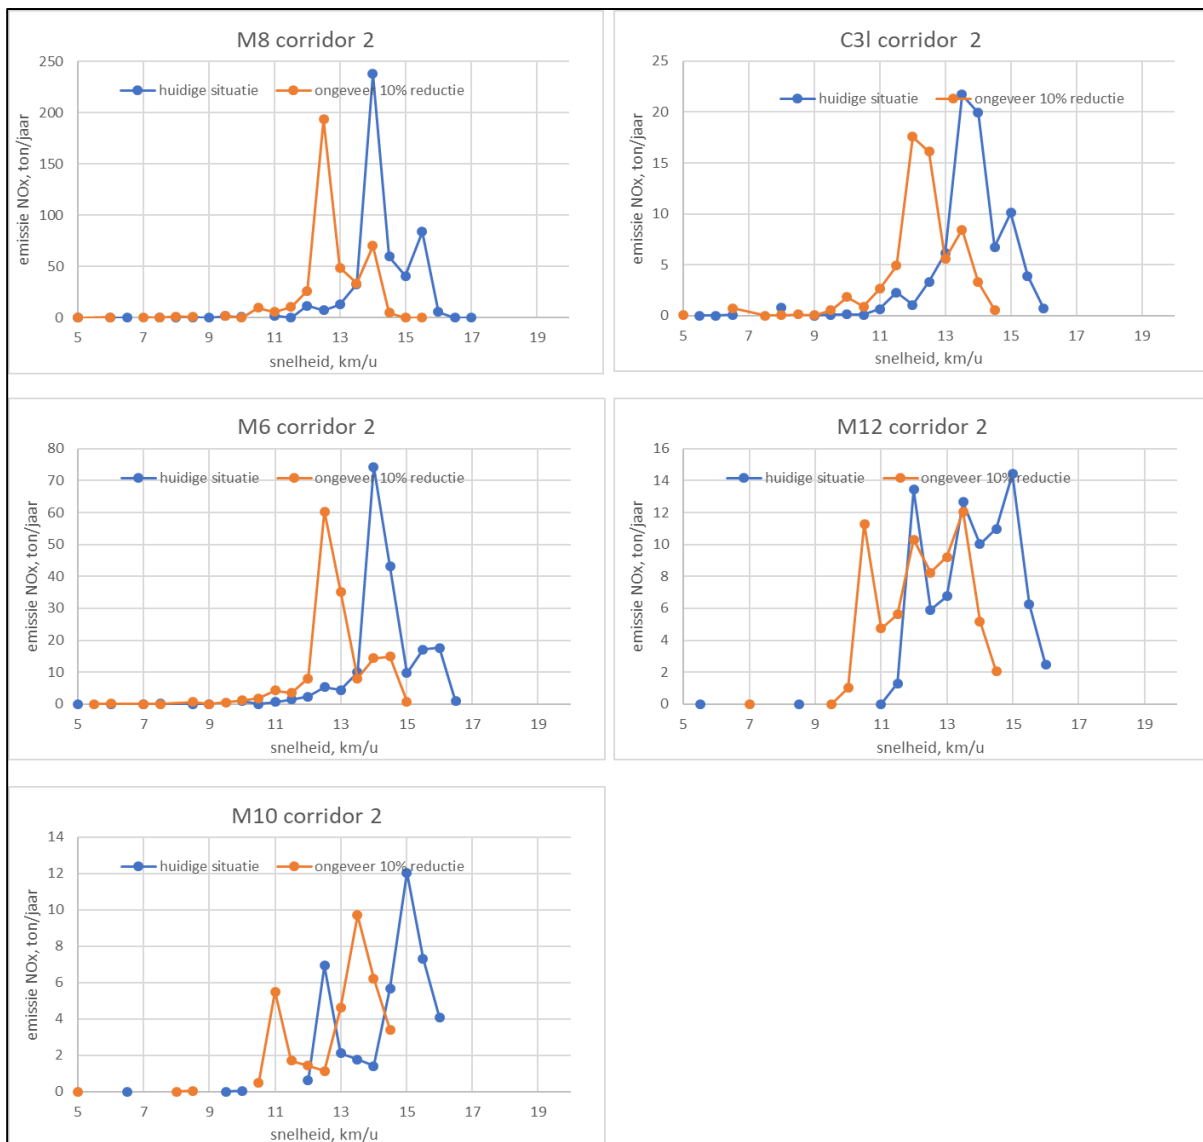 M8 corridor 2
huidige situatie
ongeveer 10% reductie
emissie NOx, ton/jaar
250
200
150
100
50
0
5 7 9 11 13 15 17 19
snelheid, km/u
C3l corridor 2
huidige situatie
ongeveer 10% reductie
emissie NOx, ton/jaar
25
20
15
10
5
0
5 7 9 11 13 15 17 19
snelheid, km/u
M6 corridor 2
huidige situatie
ongeveer 10% reductie
emissie NOx, ton/jaar
80
70
60
50
40
30
20
10
0
5 7 9 11 13 15 17 19
snelheid, km/u
M12 corridor 2
huidige situatie
ongeveer 10% reductie
emissie NOx, ton/jaar
16
14
12
10
8
6
4
2
0
5 7 9 11 13 15 17 19
snelheid, km/u
M10 corridor 2
huidige situatie
ongeveer 10% reductie
emissie NOx, ton/jaar
14
12
10
8
6
4
2
0
5 7 9 11 13 15 17 19
snelheid, km/u